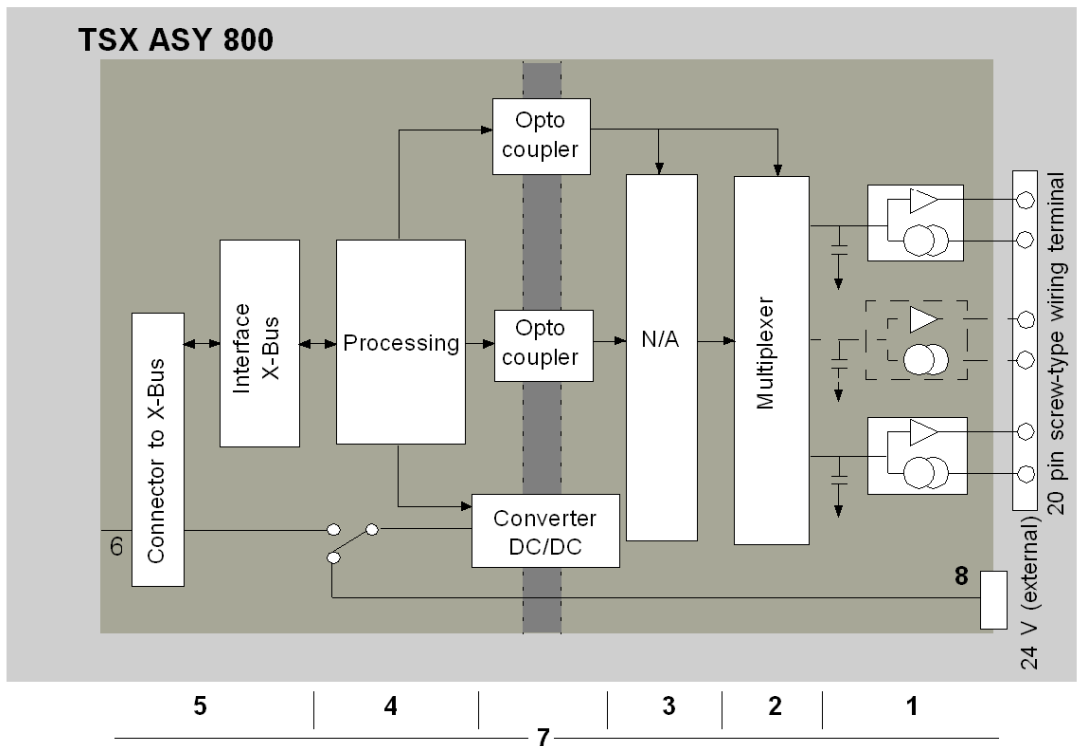 TSX ASY 800
Opto
coupler
Connector to X-Bus
Interface
X-Bus
Processing
Opto
coupler
N/A
Multiplexer
20 pin screw-type wiring terminal
Converter
DC/DC
6
8
24 V (external)
5
4
3
2
1
7